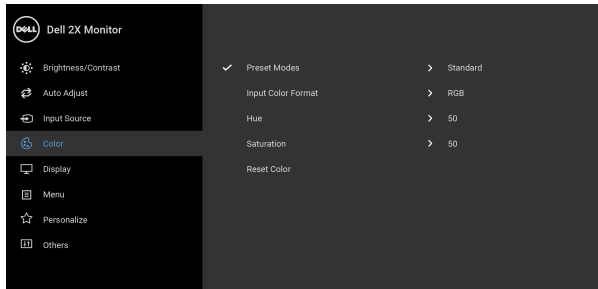 DELL Dell 2X Monitor
Brightness/Contrast
Auto Adjust
Input Source
Color
Display
Menu
Personalize
Others
Preset Modes Standard
Input Color Format RGB
Hue 50
Saturation 50
Reset Color